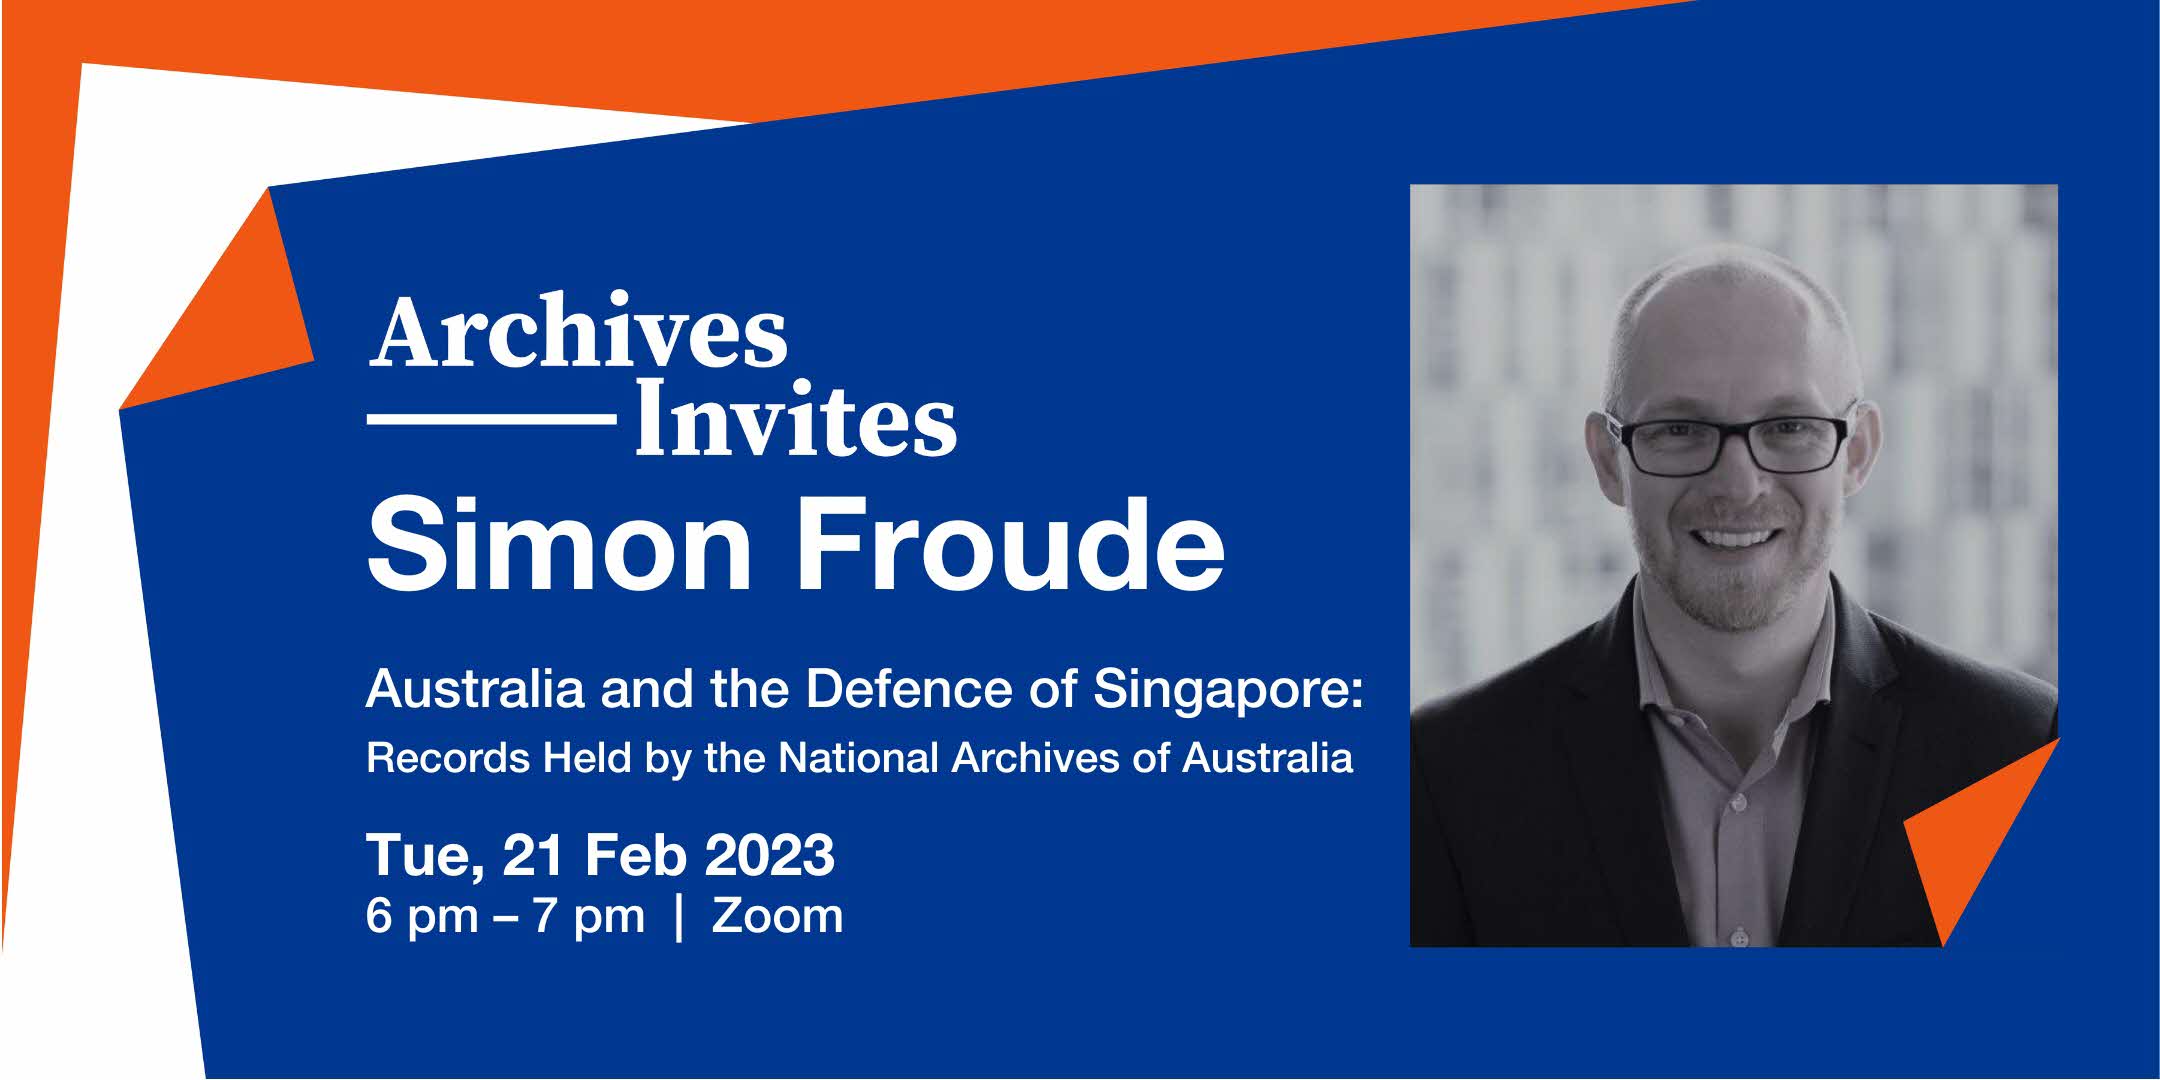 Archives
Invites
Simon Froude
Australia and the Defence of Singapore:
Records Held by the National Archives of Australia
Tue, 21 Feb 2023
6 pm – 7 pm | Zoom